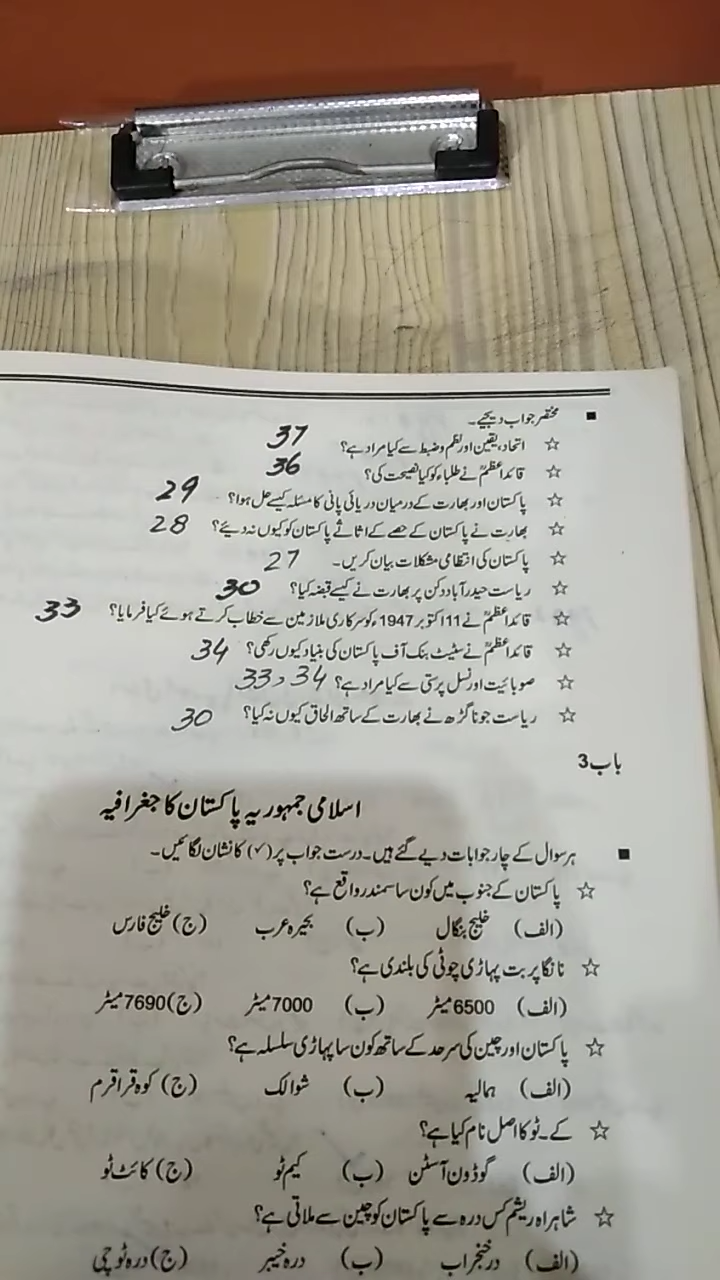 ■ مختصر جواب دیجیے۔
☆ اتحاد، یقین اور نظم وضبط سے کیا مراد ہے؟ 37
☆ قائداعظمؒ نے طلباء کو کیا نصیحت کی؟ 36
☆ پاکستان اور بھارت کے درمیان دریائی پانی کا مسئلہ کیسے حل ہوا؟ 29
☆ بھارت نے پاکستان کے حصے کے اثاثے پاکستان کو کیوں نہ دیئے؟ 28
☆ پاکستان کی انتظامی مشکلات بیان کریں۔ 27
☆ ریاست حیدرآباد دکن پر بھارت نے کیسے قبضہ کیا؟ 30
☆ قائداعظمؒ نے 11 اکتوبر 1947ء کو سرکاری ملازمین سے خطاب کرتے ہوئے کیا فرمایا؟ 33
☆ قائداعظمؒ نے سٹیٹ بنک آف پاکستان کی بنیاد کیوں رکھی؟ 34
☆ صوبائیت اور نسل پرستی سے کیا مراد ہے؟ 33 , 34
☆ ریاست جوناگڑھ نے بھارت کے ساتھ الحاق کیوں نہ کیا؟ 30
باب 3
اسلامی جمہوریہ پاکستان کا جغرافیہ
■ ہر سوال کے چار جوابات دیے گئے ہیں۔ درست جواب پر (✓) کا نشان لگائیں۔
☆ پاکستان کے جنوب میں کون سا سمندر واقع ہے؟
(الف) خلیج بنگال (ب) بحیرہ عرب (ج) خلیج فارس
☆ نانگا پربت پہاڑی چوٹی کی بلندی ہے؟
(الف) 6500 میٹر (ب) 7000 میٹر (ج) 7690 میٹر
☆ پاکستان اور چین کی سرحد کے ساتھ کون سا پہاڑی سلسلہ ہے؟
(الف) ہمالیہ (ب) شوالک (ج) کوہ قراقرم
☆ کے۔ٹو کا اصل نام کیا ہے؟
(الف) گوڈون آسٹن (ب) کیم ٹو (ج) کائٹ ٹو
☆ شاہراہ ریشم کس درہ سے پاکستان کو چین سے ملاتی ہے؟
(الف) درخنجراب (ب) درہ خیبر (ج) درہ ٹوچی